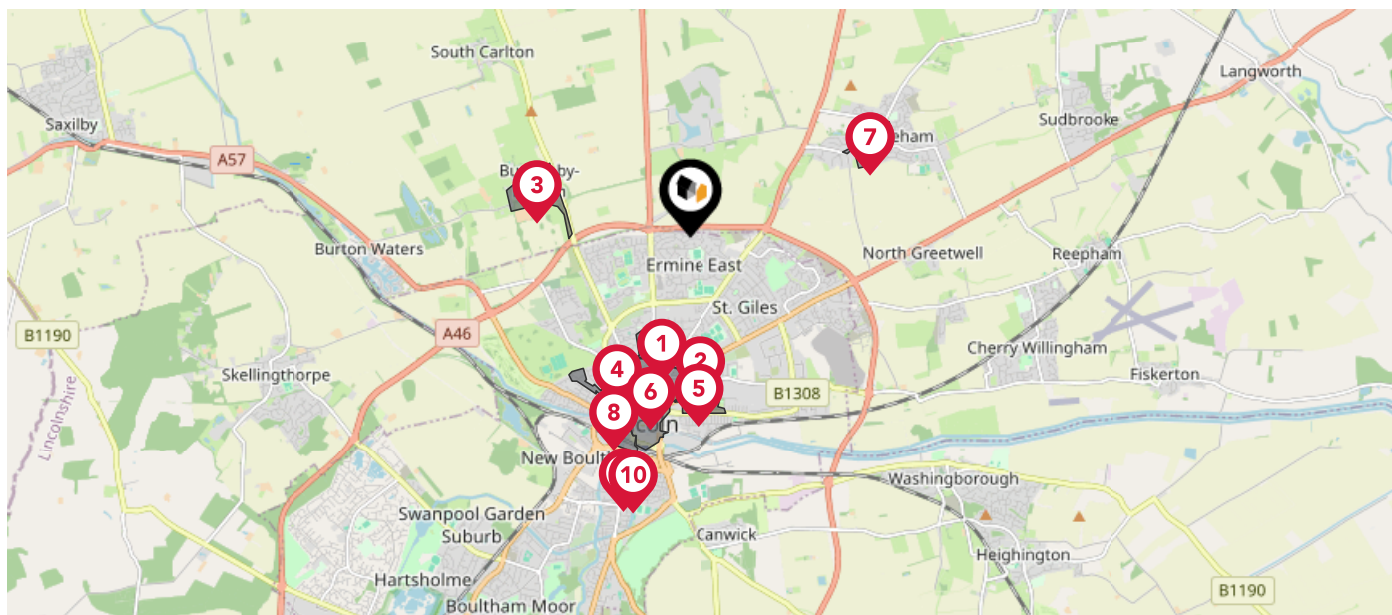 South Carlton
Langworth
Saxilby
Sudbrooke
7
A57
3
Burton Waters
North Greetwell
Reepham
Ermine East
St. Giles
B1190
A46
1
Cherry Willingham
2
4
Skellingthorpe
Fiskerton
6
5
B1308
8
Lincolnshire
10
Washingborough
Swanpool Garden
Suburb
Canwick
Heighington
Hartsholme
B1190
Boultham Moor